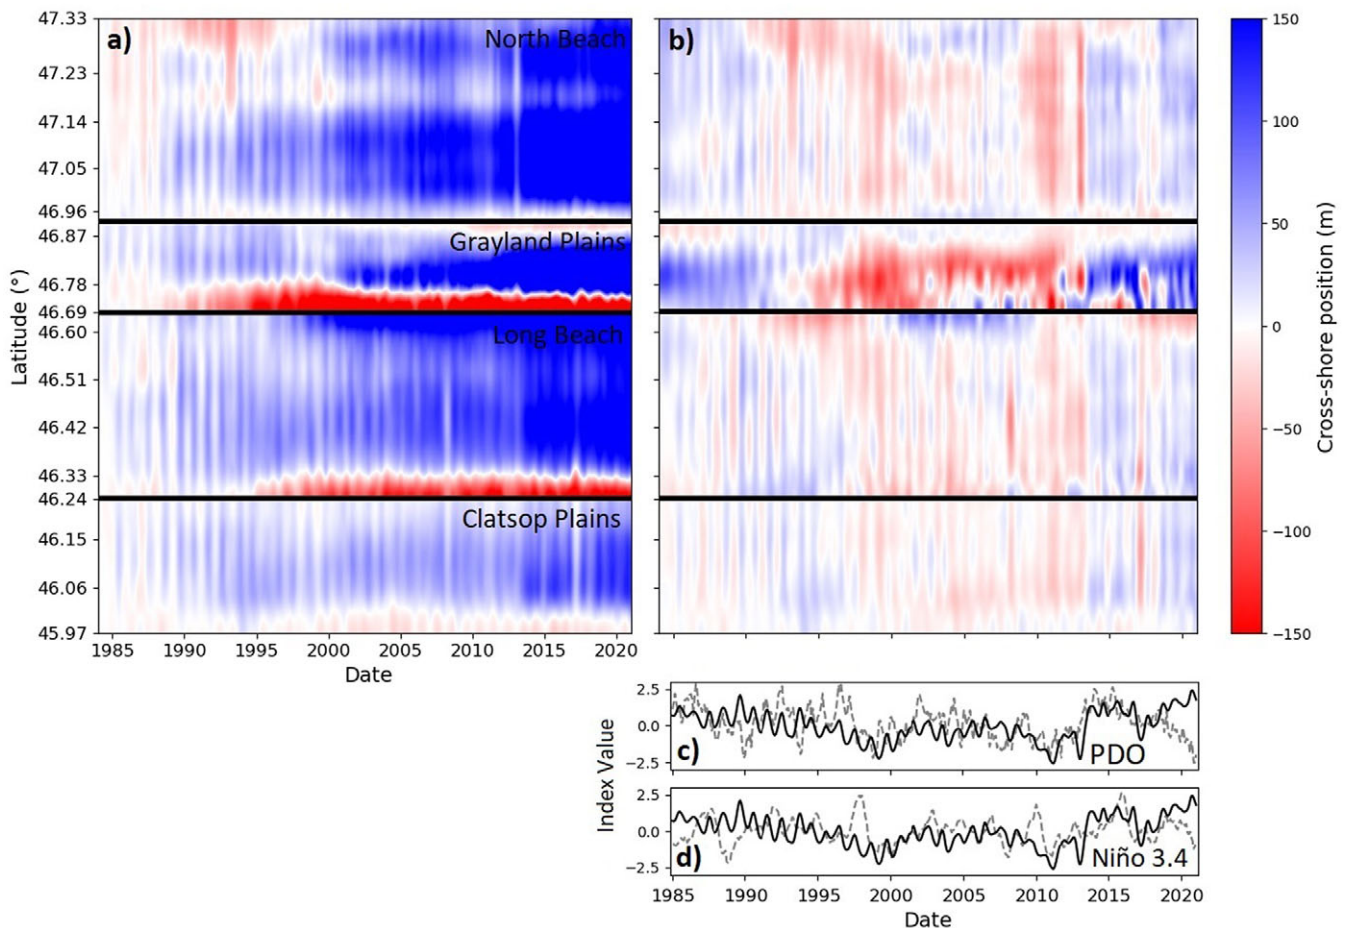 a)
North Beach
Grayland Plains
Long Beach
Clatsop Plains
47.33
47.23
47.14
47.05
46.96
46.87
46.78
46.69
46.60
46.51
46.42
46.33
46.24
46.15
46.06
45.97
Latitude (°)
1985 1990 1995 2000 2005 2010 2015 2020
Date
b)
150
100
50
0
−50
−100
−150
Cross-shore position (m)
2.5
0.0
−2.5
c)
PDO
Index Value
2.5
0.0
−2.5
d)
Niño 3.4
1985 1990 1995 2000 2005 2010 2015 2020
Date